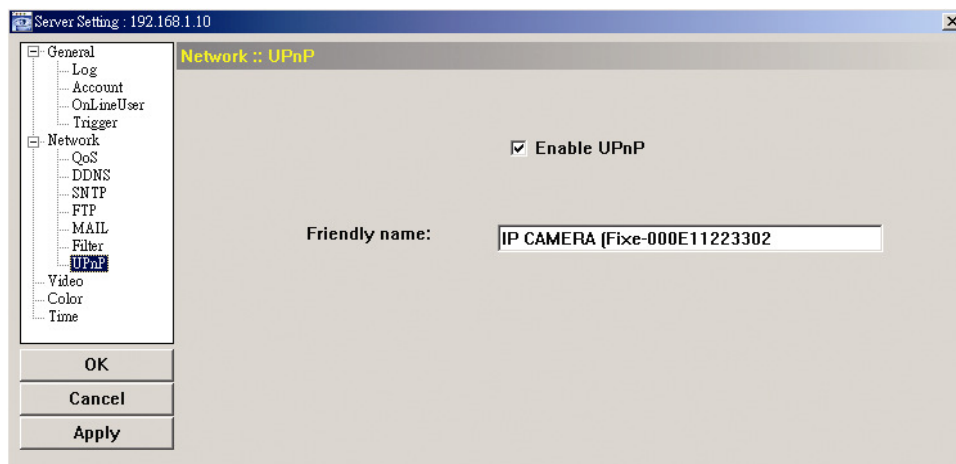 Server Setting : 192.168.1.10
General
Log
Account
OnLineUser
Trigger
Network
QoS
DDNS
SNTP
FTP
MAIL
Filter
UPnP
Video
Color
Time
OK
Cancel
Apply
Network :: UPnP
Enable UPnP
Friendly name:
IP CAMERA (Fixe-000E11223302